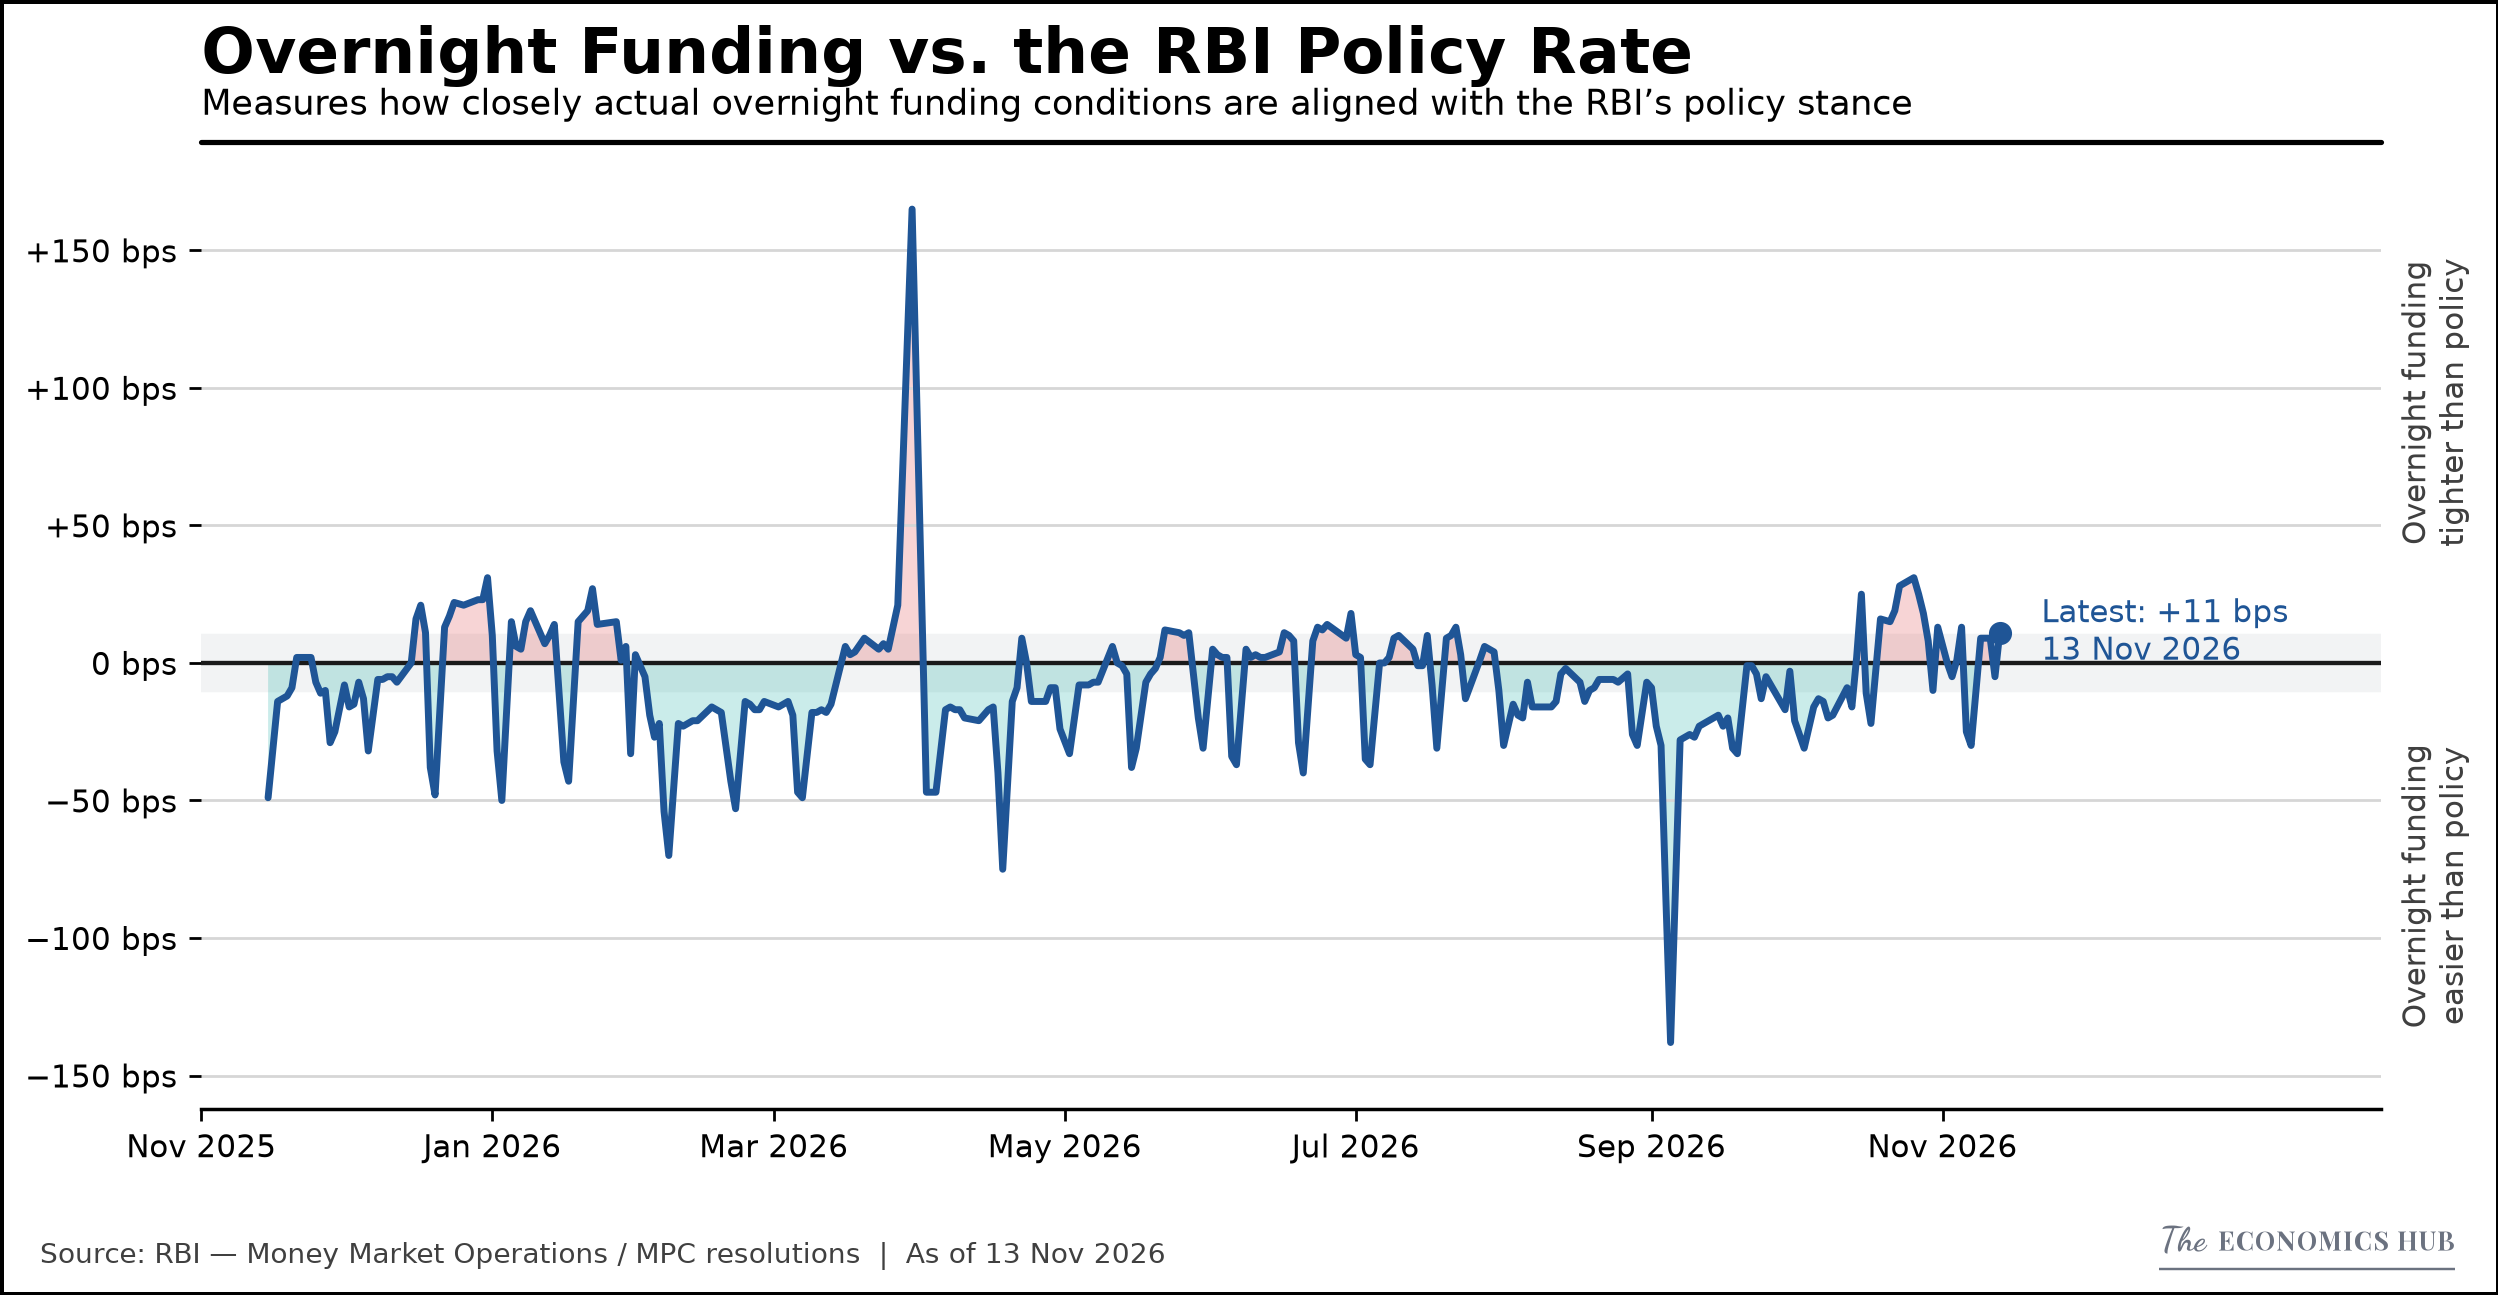 Overnight Funding vs. the RBI Policy Rate
Measures how closely actual overnight funding conditions are aligned with the RBI’s policy stance
+150 bps
+100 bps
+50 bps
0 bps
−50 bps
−100 bps
−150 bps
Overnight funding
tighter than policy
Latest: +11 bps
13 Nov 2026
Overnight funding
easier than policy
Nov 2025
Jan 2026
Mar 2026
May 2026
Jul 2026
Sep 2026
Nov 2026
Source: RBI — Money Market Operations / MPC resolutions | As of 13 Nov 2026
The ECONOMICS HUB